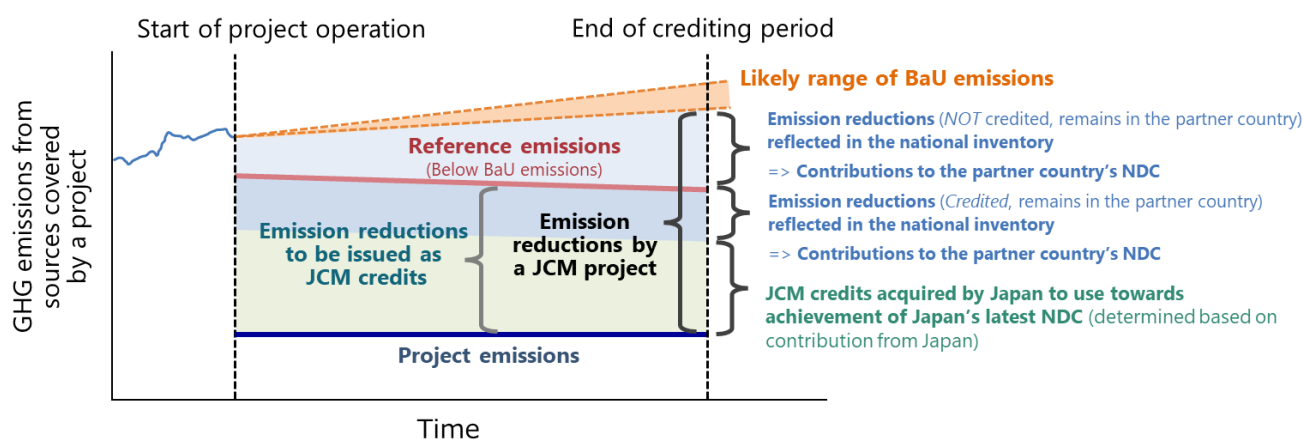 Start of project operation
End of crediting period
GHG emissions from
sources covered
by a project
Likely range of BaU emissions
Emission reductions (NOT credited, remains in the partner country)
reflected in the national inventory
=> Contributions to the partner country's NDC
Reference emissions
(Below BaU emissions)
Emission reductions (Credited, remains in the partner country)
reflected in the national inventory
=> Contributions to the partner country's NDC
Emission reductions
to be issued as
JCM credits
Emission
reductions by
a JCM project
JCM credits acquired by Japan to use towards
achievement of Japan's latest NDC (determined based on
contribution from Japan)
Project emissions
Time